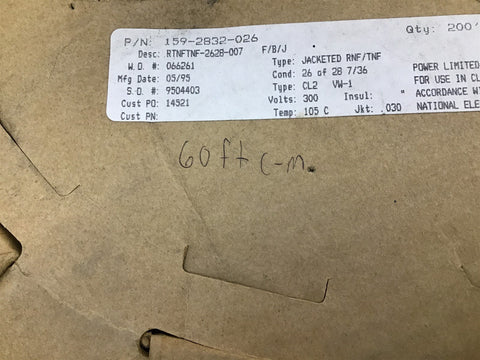 P/N: 159-2832-026 Qty: 200'
Desc: RTNFTNF-2628-007 F/B/J
W.O. #: 066261 Type: JACKETED RNF/TNF
Mfg Date: 05/95 Cond: 26 of 28 7/36 POWER LIMITED
S.O. #: 9504403 Type: CL2 VW-1 FOR USE IN CL
Cust PO: 14521 Volts: 300 Insul: " ACCORDANCE WI
Cust PN: Temp: 105 C Jkt: .030 NATIONAL ELE
60ft c-m.